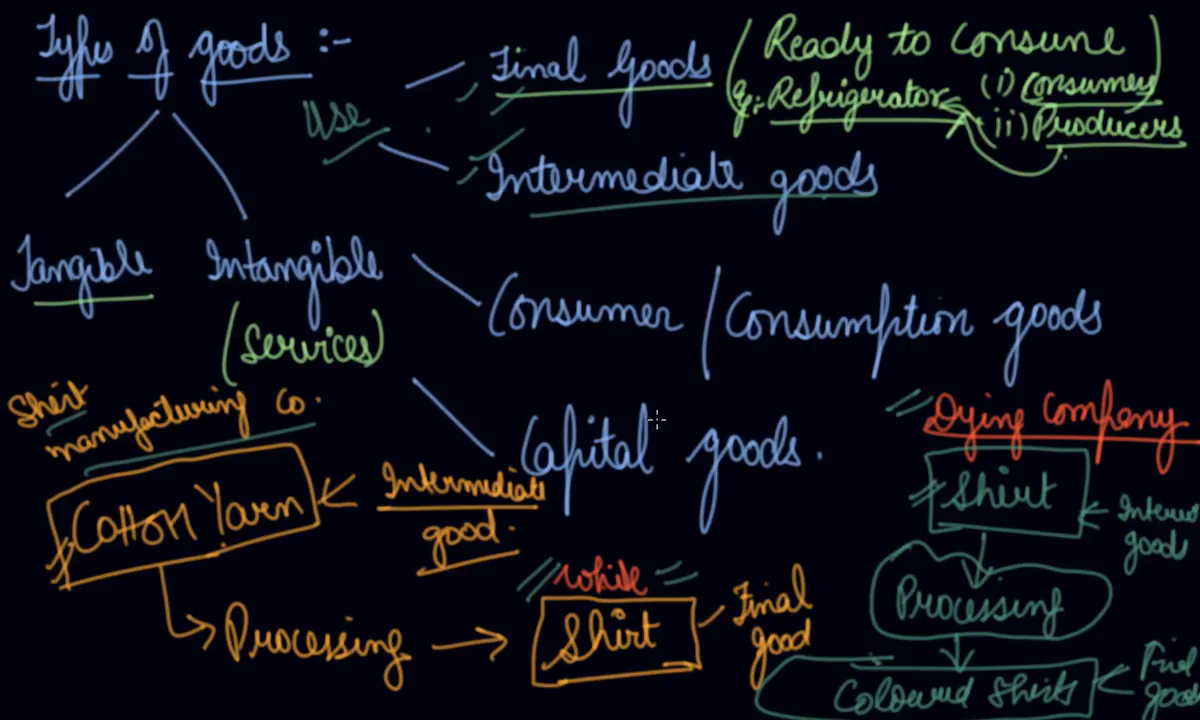 Types of goods :-
Use
Final Goods
(Ready to Consume
eg:- Refrigerator
(i) Consumers
ii) Producers
Intermediate goods
Tangible
Intangible
(Services)
Consumer / Consumption goods
Capital goods.
Shirt
manufacturing Co.
Cotton Yarn
Intermediate
good.
Processing
white
Shirt
Final
good
Dying Company
Shirt
goods
Processing
Coloured Shirts